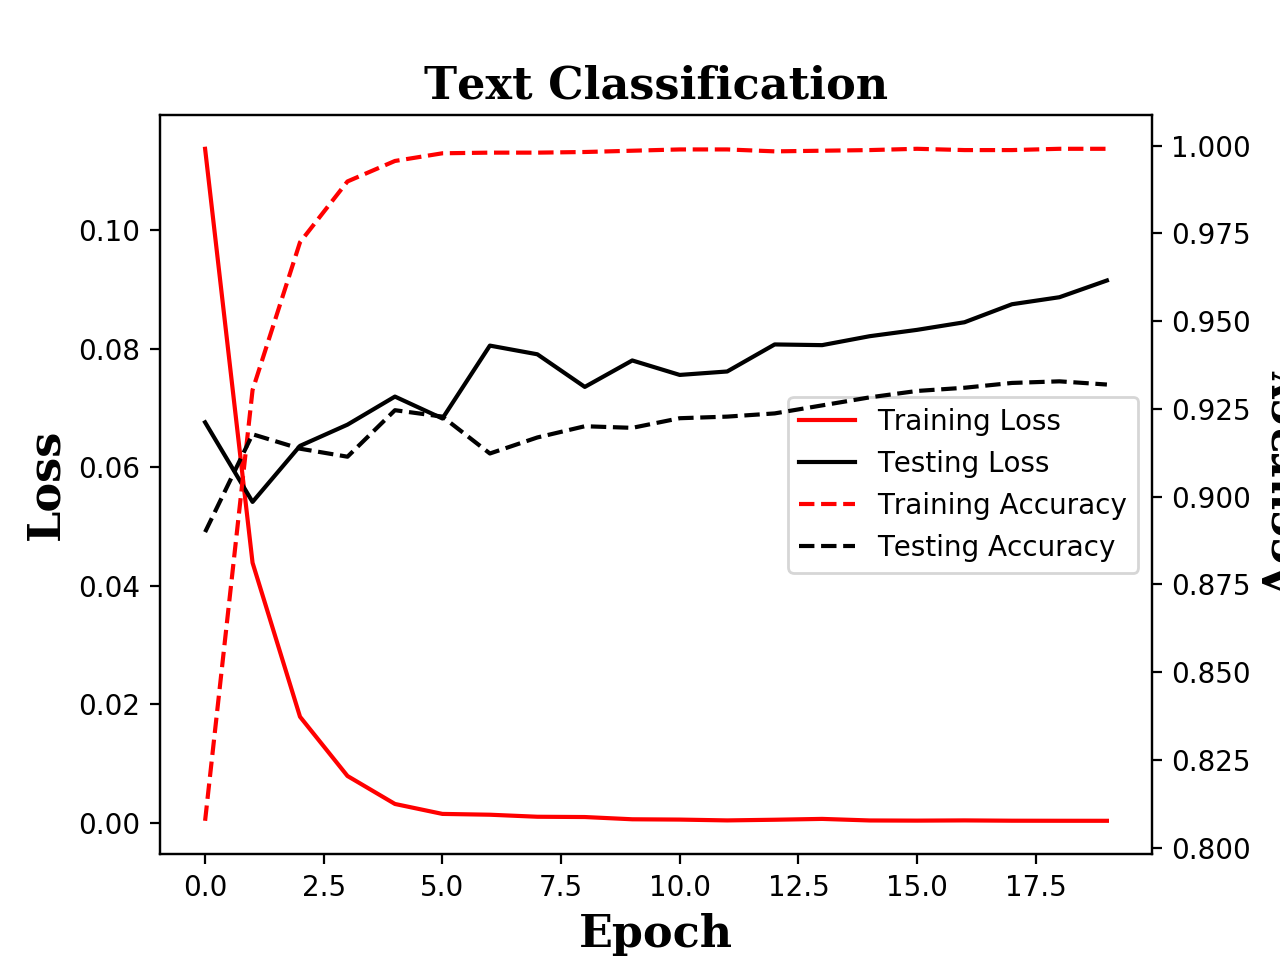 Text Classification
0.10
0.08
0.06
0.04
0.02
0.00
Loss
1.000
0.975
0.950
0.925
0.900
0.875
0.850
0.825
0.800
Training Loss
Testing Loss
Training Accuracy
Testing Accuracy
0.0 2.5 5.0 7.5 10.0 12.5 15.0 17.5
Epoch